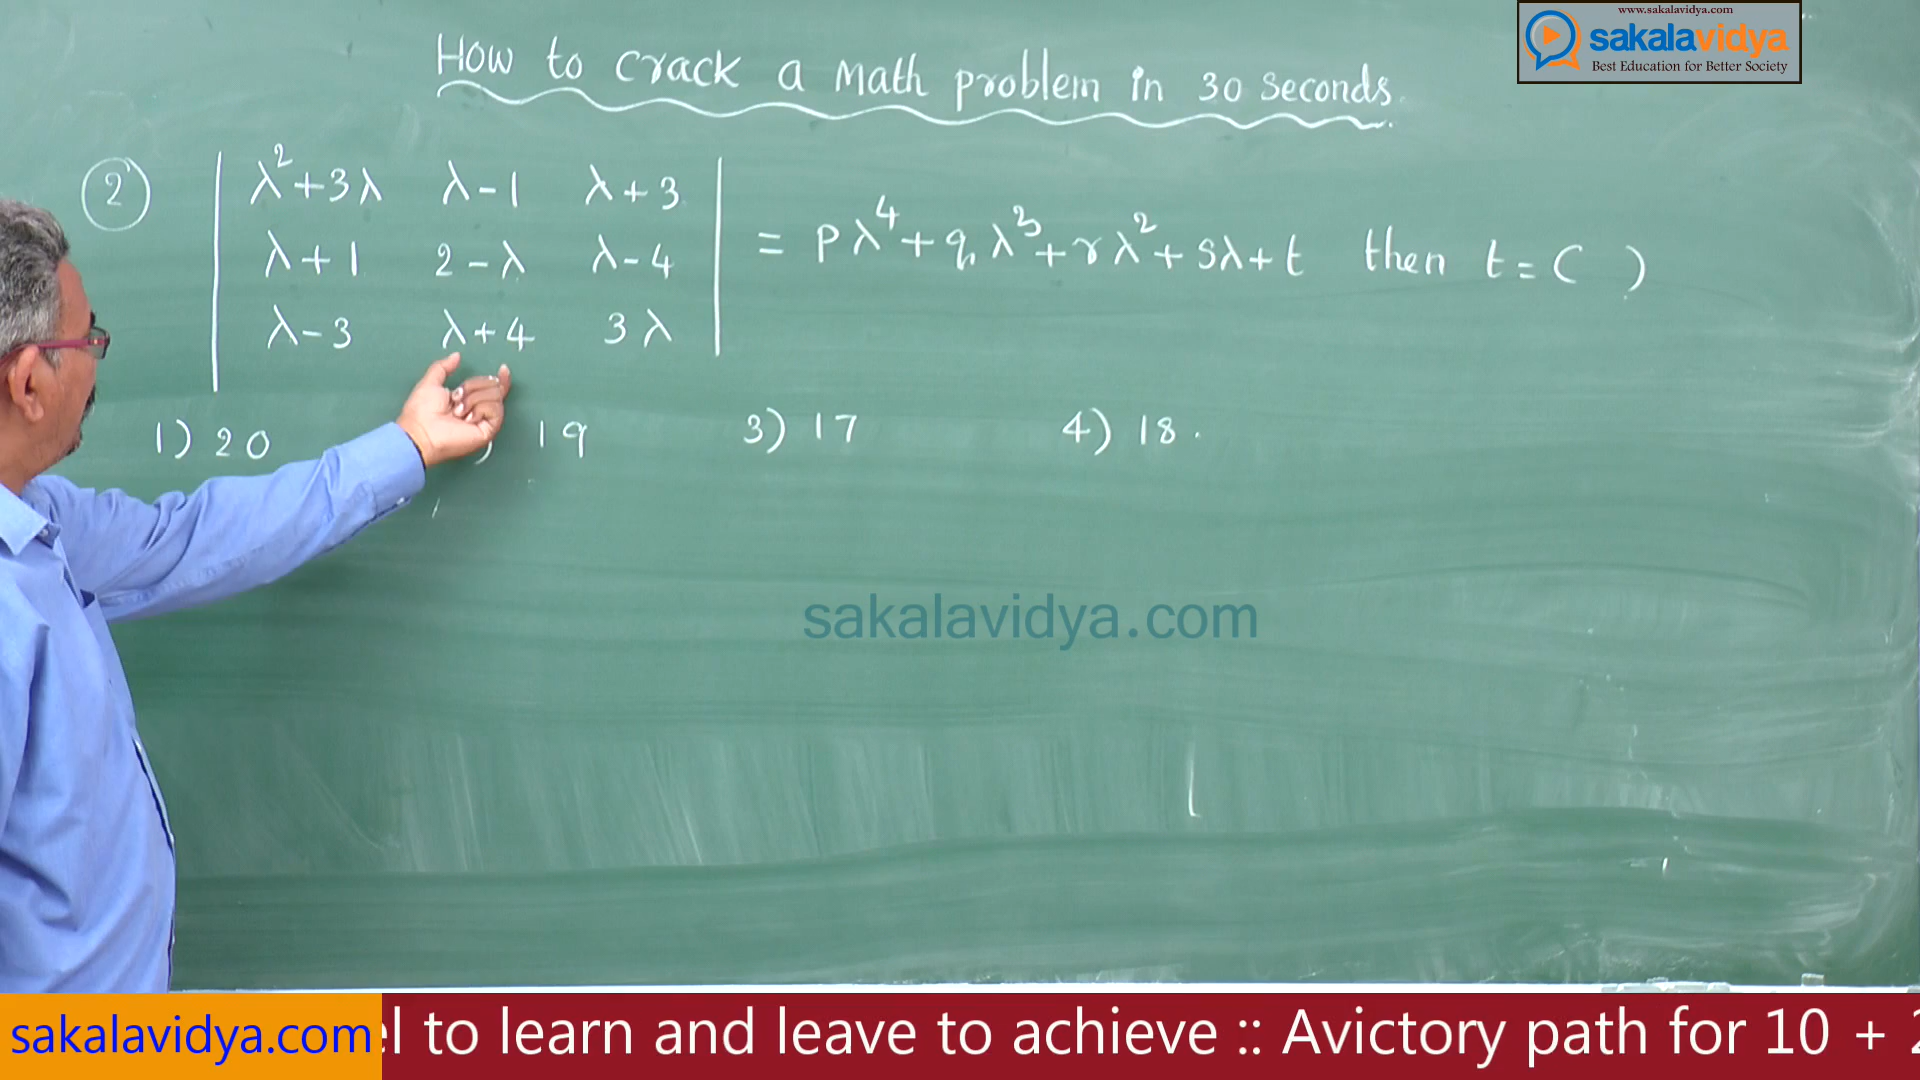 www.sakalavidya.com
sakalavidya
Best Education for Better Society
How to crack a Math problem in 30 seconds.
2
λ²+3λ λ-1 λ+3
λ+1 2-λ λ-4
λ-3 λ+4 3λ
= pλ⁴+qλ³+rλ²+sλ+t then t=( )
1) 20 ) 19 3) 17 4) 18.
sakalavidya.com
sakalavidya.com el to learn and leave to achieve :: Avictory path for 10 + 2